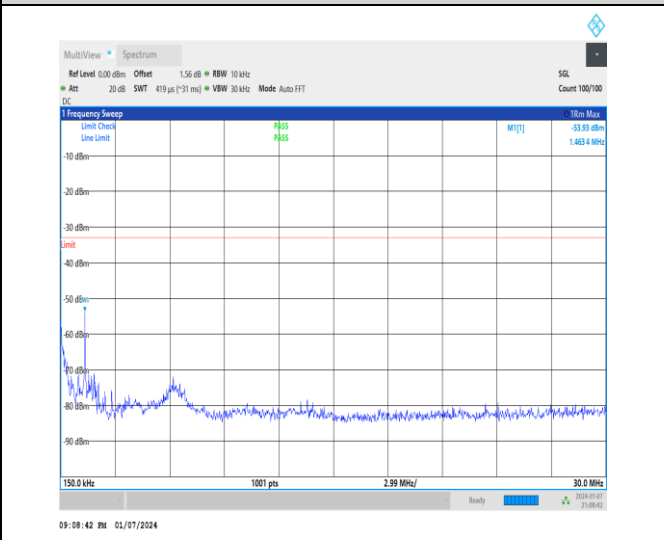 MultiView Spectrum
Ref Level 0.00 dBm Offset 1.56 dB RBW 10 kHz SGL
Att 20 dB SWT 419 µs (~31 ms) VBW 30 kHz Mode Auto FFT Count 100/100
DC
1 Frequency Sweep 1Rm Max
Limit Check PASS M1[1] -53.93 dBm
Line Limit PASS 1.463 4 MHz
-10 dBm
-20 dBm
-30 dBm
Limit
-40 dBm
-50 dBm
-60 dBm
-70 dBm
-80 dBm
-90 dBm
150.0 kHz 1001 pts 2.99 MHz/ 30.0 MHz
Ready 2024-01-07
21:08:42
09:08:42 PM 01/07/2024